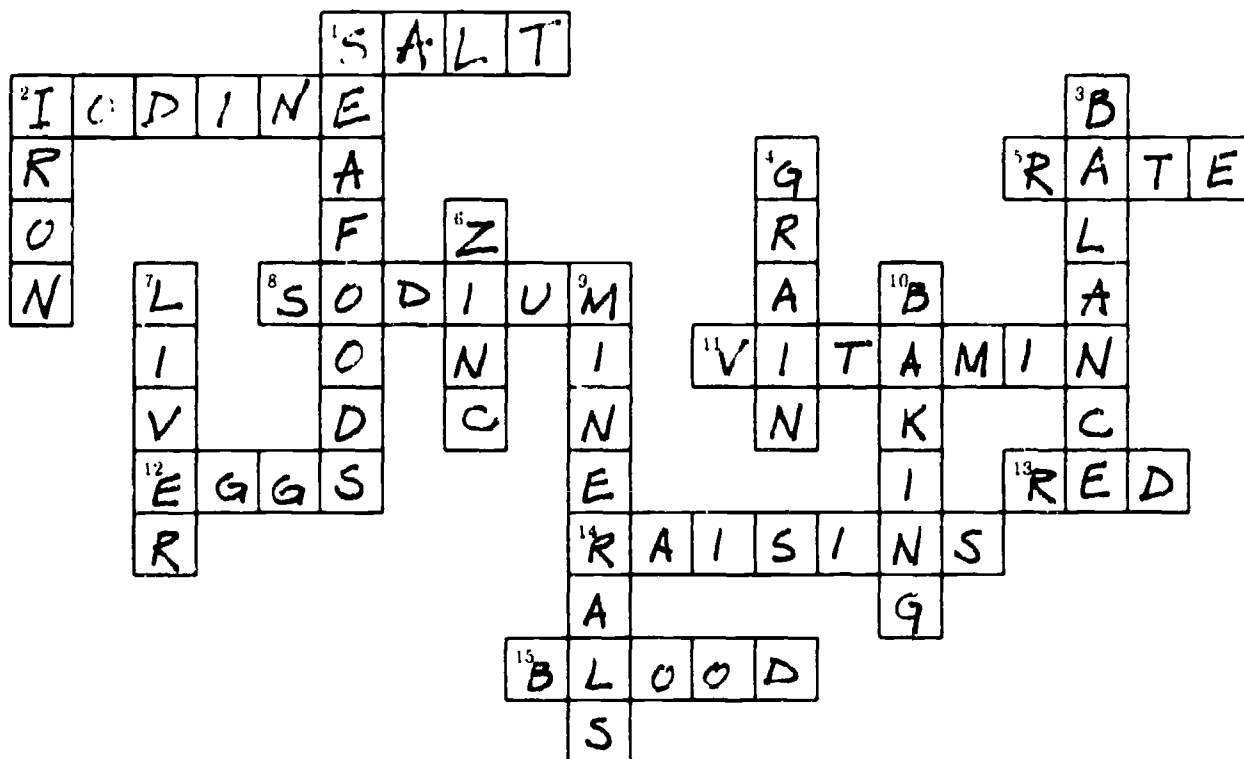 1 S A L T
2 I O D I N E 3 B
R A 4 G 5 R A T E
O F 6 Z R L
N 7 L 8 S O D I U 9 M A 10 B A
I O N I 11 V I T A M I N
V D C N N K C
12 E G G S E I 13 R E D
R 14 R A I S I N S
A G
15 B L O O D
S